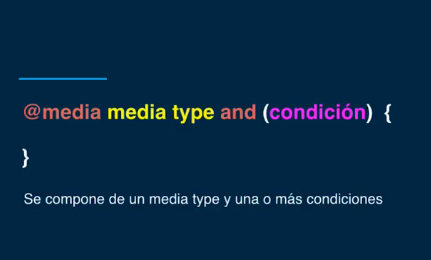 @media media type and (condición) {
}
Se compone de un media type y una o más condiciones